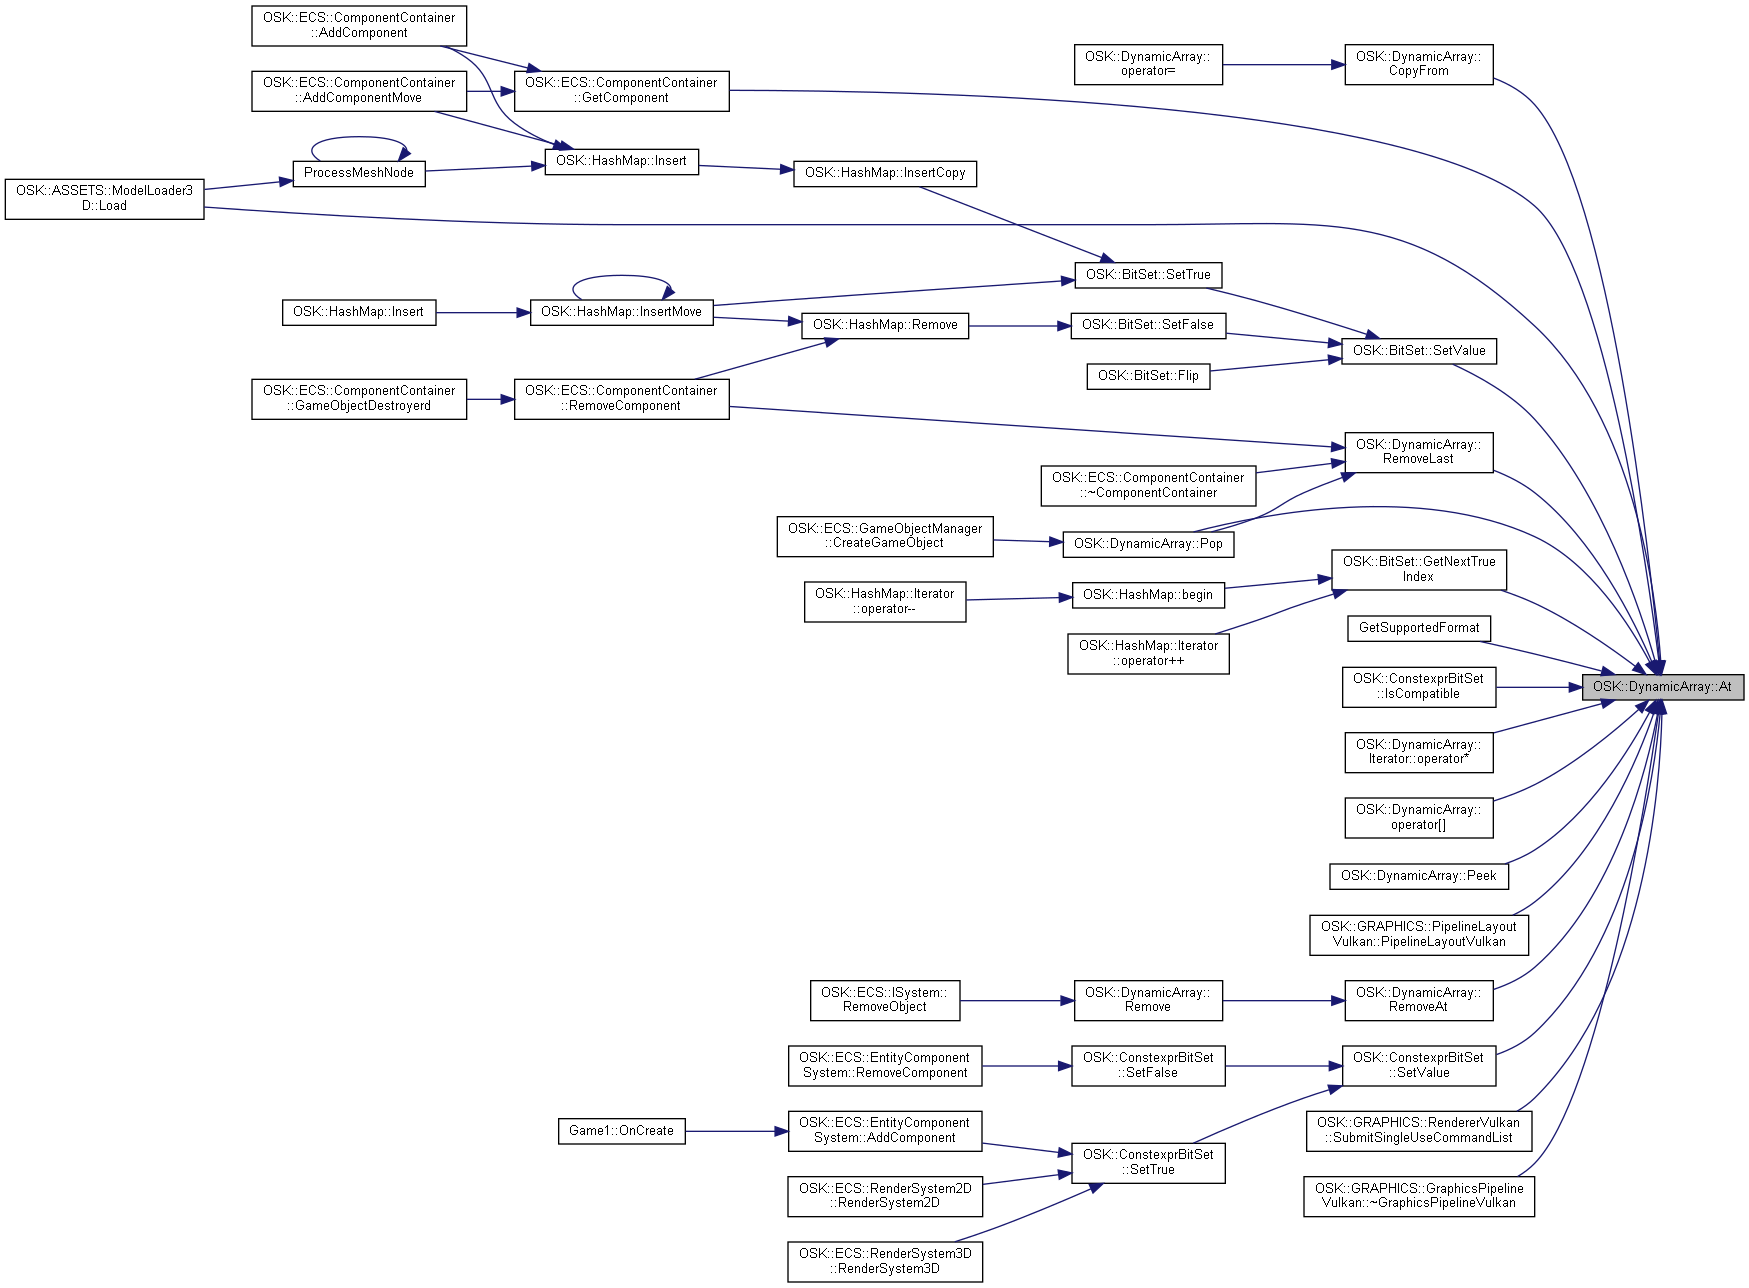 OSK::ECS::ComponentContainer
::AddComponent
OSK::DynamicArray::
operator=
OSK::DynamicArray::
CopyFrom
OSK::ECS::ComponentContainer
::AddComponentMove
OSK::ECS::ComponentContainer
::GetComponent
ProcessMeshNode
OSK::HashMap::Insert
OSK::HashMap::InsertCopy
OSK::ASSETS::ModelLoader3
D::Load
OSK::BitSet::SetTrue
OSK::HashMap::Insert
OSK::HashMap::InsertMove
OSK::HashMap::Remove
OSK::BitSet::SetFalse
OSK::BitSet::SetValue
OSK::BitSet::Flip
OSK::ECS::ComponentContainer
::GameObjectDestroyerd
OSK::ECS::ComponentContainer
::RemoveComponent
OSK::DynamicArray::
RemoveLast
OSK::ECS::ComponentContainer
::~ComponentContainer
OSK::ECS::GameObjectManager
::CreateGameObject
OSK::DynamicArray::Pop
OSK::BitSet::GetNextTrue
Index
OSK::HashMap::Iterator
::operator--
OSK::HashMap::begin
GetSupportedFormat
OSK::HashMap::Iterator
::operator++
OSK::ConstexprBitSet
::IsCompatible
OSK::DynamicArray::At
OSK::DynamicArray::
Iterator::operator*
OSK::DynamicArray::
operator[]
OSK::DynamicArray::Peek
OSK::GRAPHICS::PipelineLayout
Vulkan::PipelineLayoutVulkan
OSK::ECS::ISystem::
RemoveObject
OSK::DynamicArray::
Remove
OSK::DynamicArray::
RemoveAt
OSK::ECS::EntityComponent
System::RemoveComponent
OSK::ConstexprBitSet
::SetFalse
OSK::ConstexprBitSet
::SetValue
Game1::OnCreate
OSK::ECS::EntityComponent
System::AddComponent
OSK::GRAPHICS::RendererVulkan
::SubmitSingleUseCommandList
OSK::ConstexprBitSet
::SetTrue
OSK::ECS::RenderSystem2D
::RenderSystem2D
OSK::GRAPHICS::GraphicsPipeline
Vulkan::~GraphicsPipelineVulkan
OSK::ECS::RenderSystem3D
::RenderSystem3D